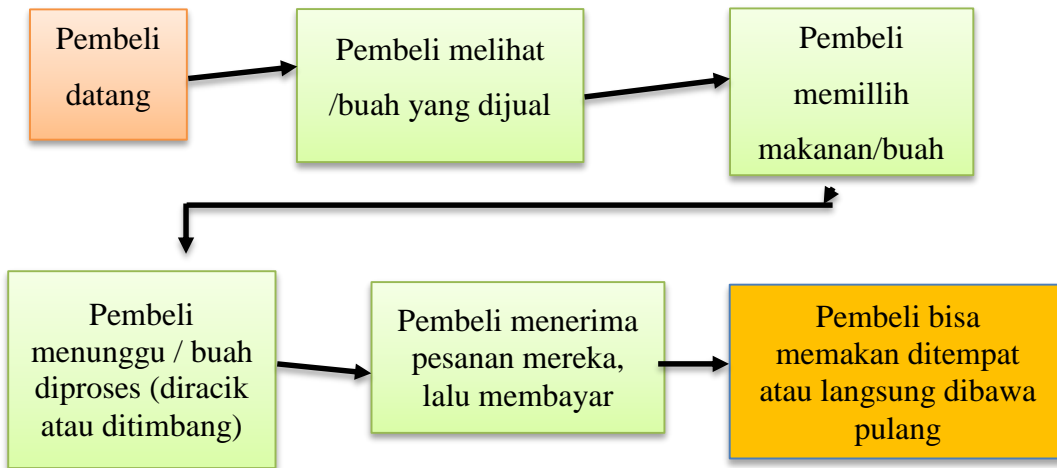 Pembeli
datang
Pembeli melihat
/buah yang dijual
Pembeli
memillih
makanan/buah
Pembeli
menunggu / buah
diproses (diracik
atau ditimbang)
Pembeli menerima
pesanan mereka,
lalu membayar
Pembeli bisa
memakan ditempat
atau langsung dibawa
pulang